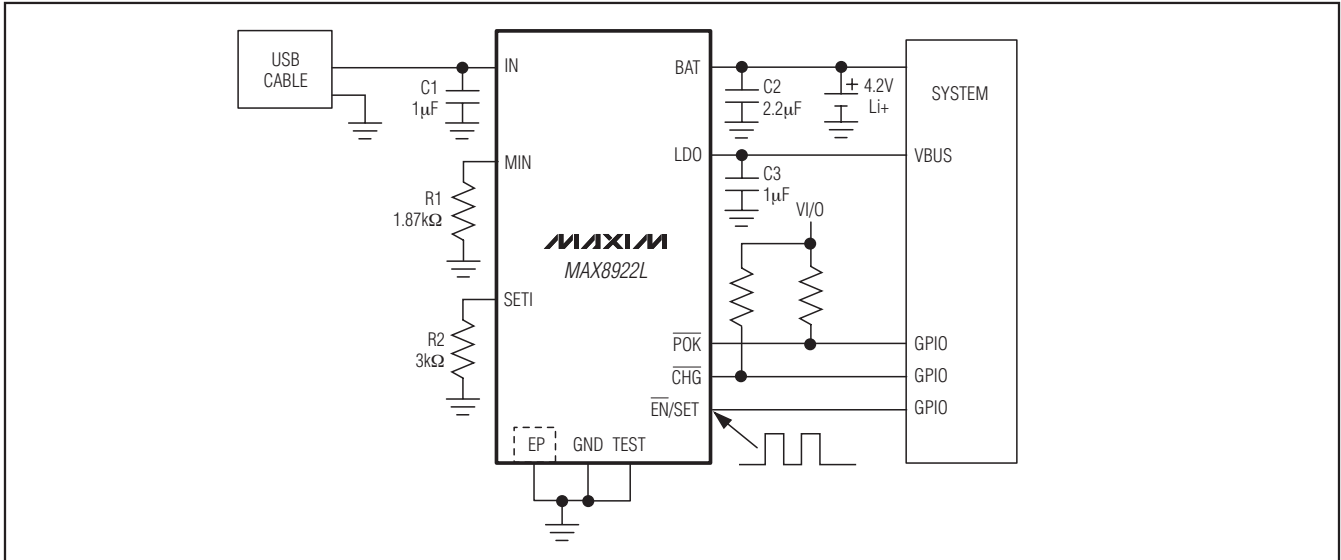 USB
CABLE
C1
1μF
IN
MIN
R1
1.87kΩ
SETI
R2
3kΩ
MAXIM
MAX8922L
EP
GND
TEST
BAT
C2
2.2μF
+ 4.2V
Li+
SYSTEM
LDO
VBUS
C3
1μF
VI/O
POK
GPIO
CHG
GPIO
EN/SET
GPIO